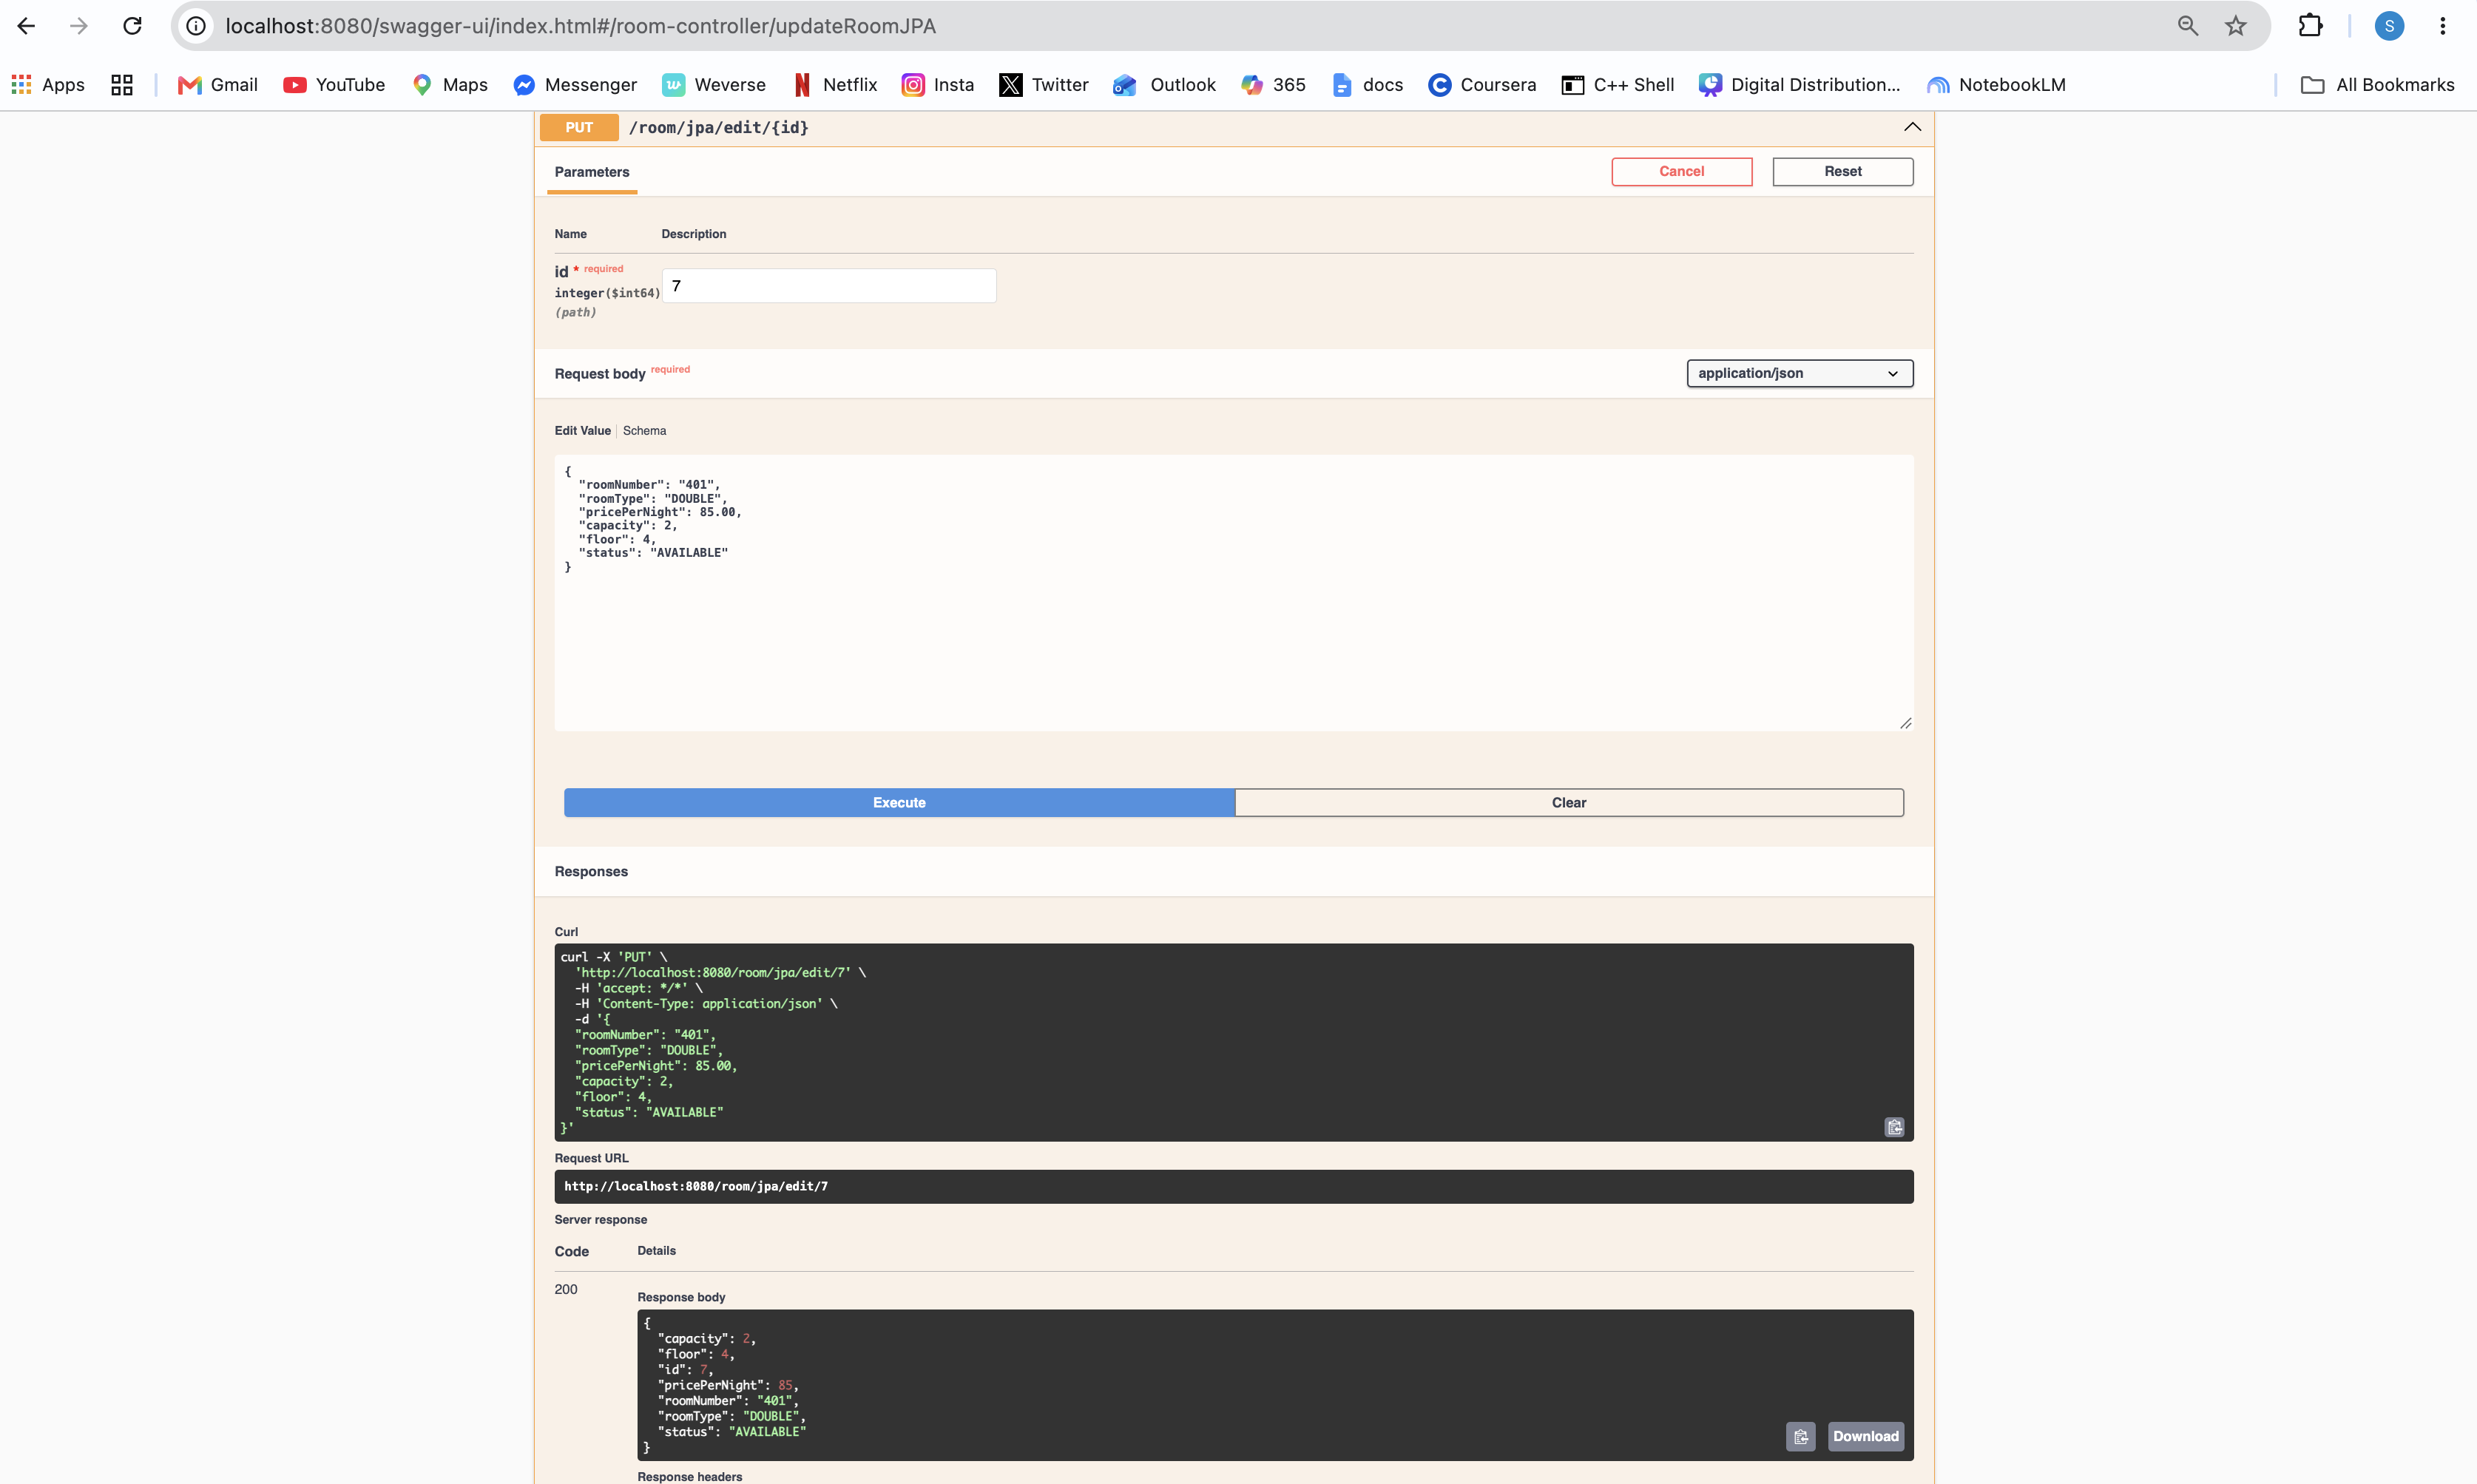 localhost:8080/swagger-ui/index.html#/room-controller/updateRoomJPA
S
Apps Gmail YouTube Maps Messenger Weverse Netflix Insta Twitter Outlook 365 docs Coursera C++ Shell Digital Distribution... NotebookLM All Bookmarks
PUT /room/jpa/edit/{id}
Parameters Cancel Reset
Name Description
id * required
integer($int64)
(path)
7
Request body required application/json
Edit Value Schema
{
"roomNumber": "401",
"roomType": "DOUBLE",
"pricePerNight": 85.00,
"capacity": 2,
"floor": 4,
"status": "AVAILABLE"
}
Execute Clear
Responses
Curl
curl -X 'PUT' \
'http://localhost:8080/room/jpa/edit/7' \
-H 'accept: */*' \
-H 'Content-Type: application/json' \
-d '{
"roomNumber": "401",
"roomType": "DOUBLE",
"pricePerNight": 85.00,
"capacity": 2,
"floor": 4,
"status": "AVAILABLE"
}'
Request URL
http://localhost:8080/room/jpa/edit/7
Server response
Code Details
200
Response body
{
"capacity": 2,
"floor": 4,
"id": 7,
"pricePerNight": 85,
"roomNumber": "401",
"roomType": "DOUBLE",
"status": "AVAILABLE"
}
Download
Response headers